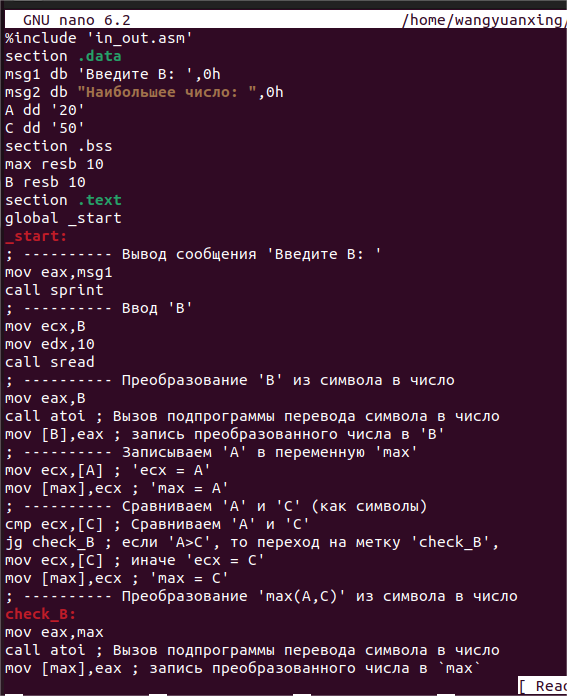 GNU nano 6.2 /home/wangyuanxing/
%include 'in_out.asm'
section .data
msg1 db 'Введите B: ',0h
msg2 db "Наибольшее число: ",0h
A dd '20'
C dd '50'
section .bss
max resb 10
B resb 10
section .text
global _start
_start:
; ---------- Вывод сообщения 'Введите B: '
mov eax,msg1
call sprint
; ---------- Ввод 'B'
mov ecx,B
mov edx,10
call sread
; ---------- Преобразование 'B' из символа в число
mov eax,B
call atoi ; Вызов подпрограммы перевода символа в число
mov [B],eax ; запись преобразованного числа в 'B'
; ---------- Записываем 'A' в переменную 'max'
mov ecx,[A] ; 'ecx = A'
mov [max],ecx ; 'max = A'
; ---------- Сравниваем 'A' и 'С' (как символы)
cmp ecx,[C] ; Сравниваем 'A' и 'С'
jg check_B ; если 'A>C', то переход на метку 'check_B',
mov ecx,[C] ; иначе 'ecx = C'
mov [max],ecx ; 'max = C'
; ---------- Преобразование 'max(A,C)' из символа в число
check_B:
mov eax,max
call atoi ; Вызов подпрограммы перевода символа в число
mov [max],eax ; запись преобразованного числа в `max`
[